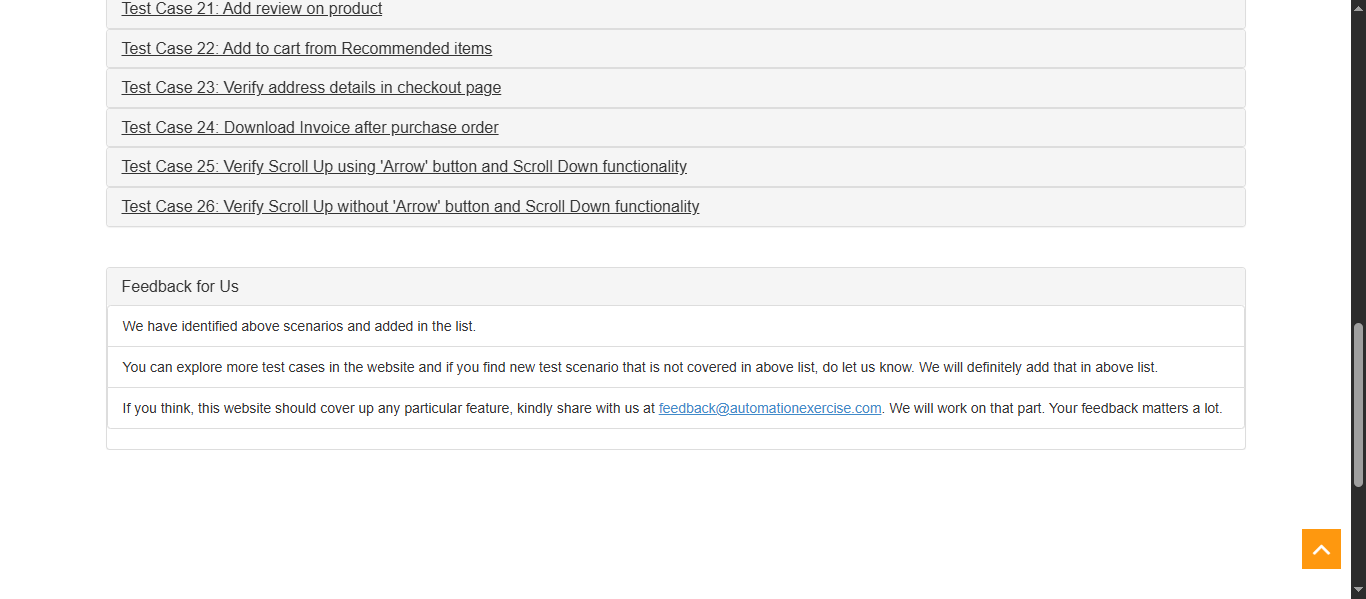 Test Case 21: Add review on product
Test Case 22: Add to cart from Recommended items
Test Case 23: Verify address details in checkout page
Test Case 24: Download Invoice after purchase order
Test Case 25: Verify Scroll Up using 'Arrow' button and Scroll Down functionality
Test Case 26: Verify Scroll Up without 'Arrow' button and Scroll Down functionality
Feedback for Us
We have identified above scenarios and added in the list.
You can explore more test cases in the website and if you find new test scenario that is not covered in above list, do let us know. We will definitely add that in above list.
If you think, this website should cover up any particular feature, kindly share with us at feedback@automationexercise.com. We will work on that part. Your feedback matters a lot.